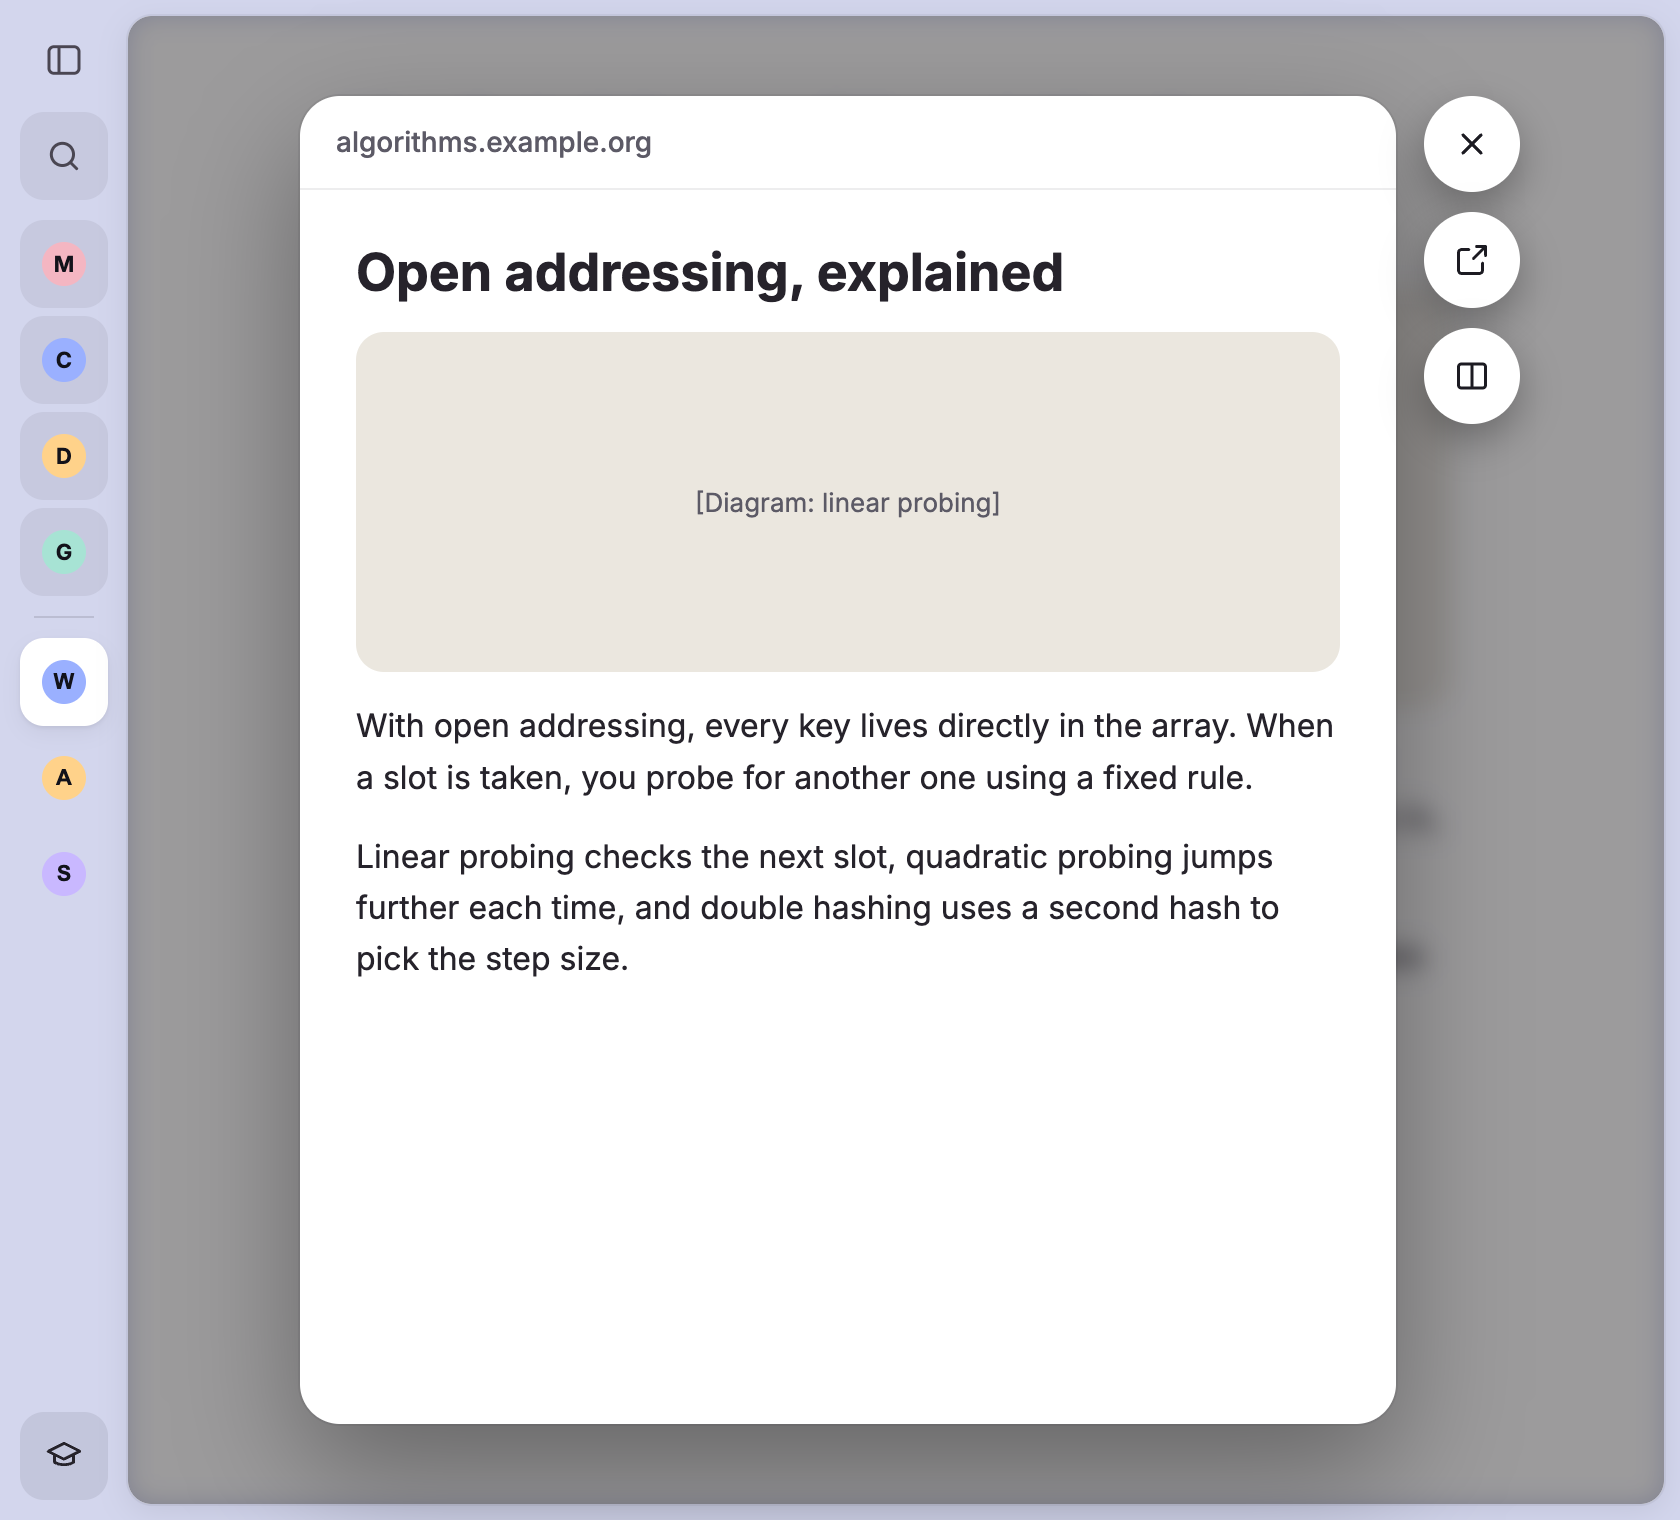 M
C
D
G
W
A
S
algorithms.example.org
Open addressing, explained
[Diagram: linear probing]
With open addressing, every key lives directly in the array. When
a slot is taken, you probe for another one using a fixed rule.
Linear probing checks the next slot, quadratic probing jumps
further each time, and double hashing uses a second hash to
pick the step size.